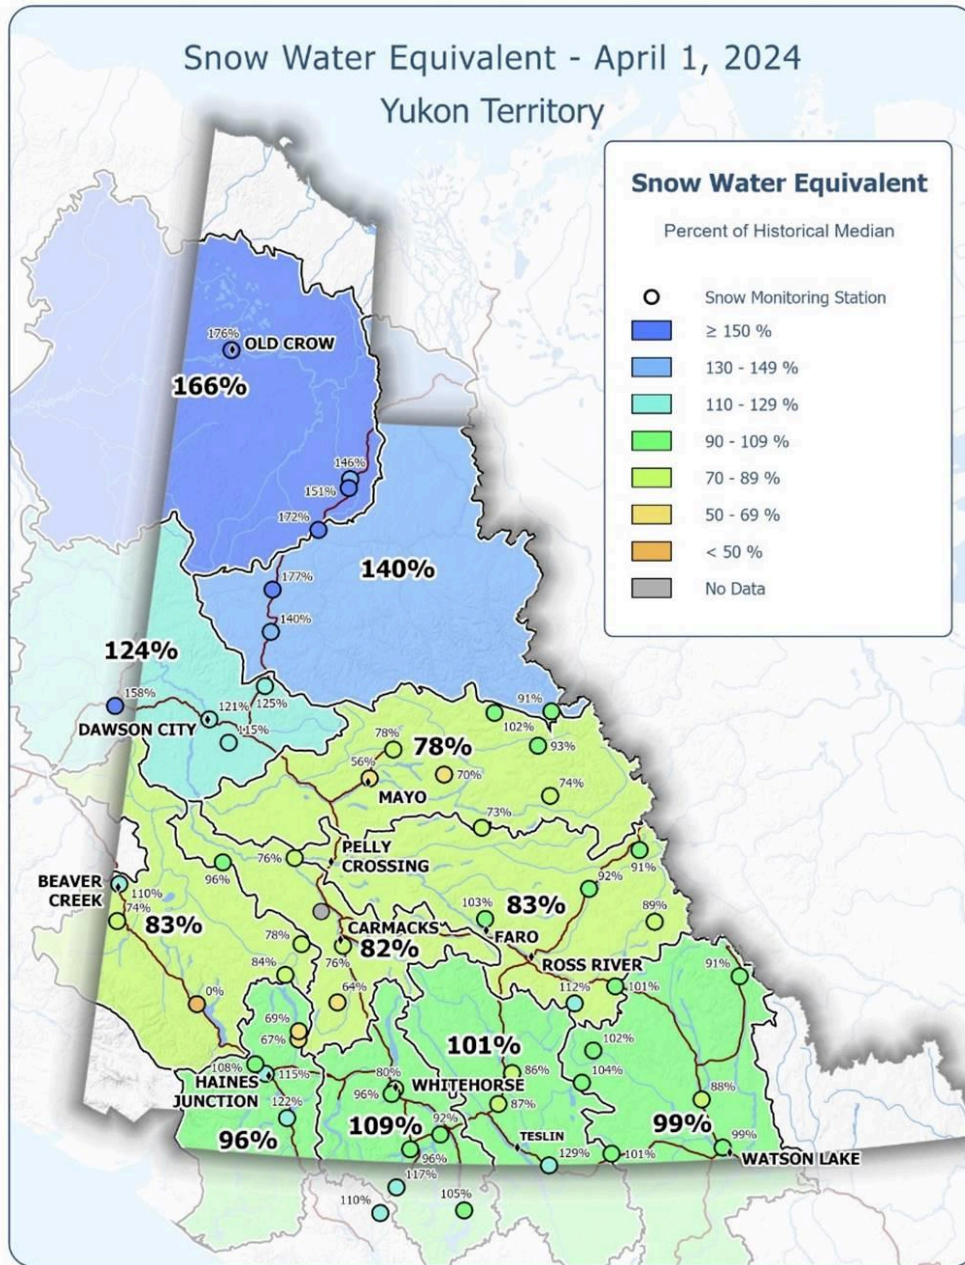 Snow Water Equivalent - April 1, 2024
Yukon Territory
Snow Water Equivalent
Percent of Historical Median
Snow Monitoring Station
≥ 150 %
130 - 149 %
110 - 129 %
90 - 109 %
70 - 89 %
50 - 69 %
< 50 %
No Data
176%
OLD CROW
166%
146%
151%
172%
140%
177%
140%
124%
158%
121%
125%
DAWSON CITY
115%
91%
102%
93%
78%
78%
56%
70%
MAYO
74%
73%
PELLY
CROSSING
76%
96%
91%
92%
BEAVER
CREEK
110%
74%
83%
103%
83%
89%
FARO
CARMACKS
82%
78%
76%
84%
ROSS RIVER
91%
0%
64%
112%
101%
69%
67%
101%
102%
108%
115%
HAINES
JUNCTION
80%
WHITEHORSE
96%
86%
104%
87%
88%
122%
96%
109%
92%
96%
TESLIN
99%
99%
129%
101%
WATSON LAKE
117%
110%
105%